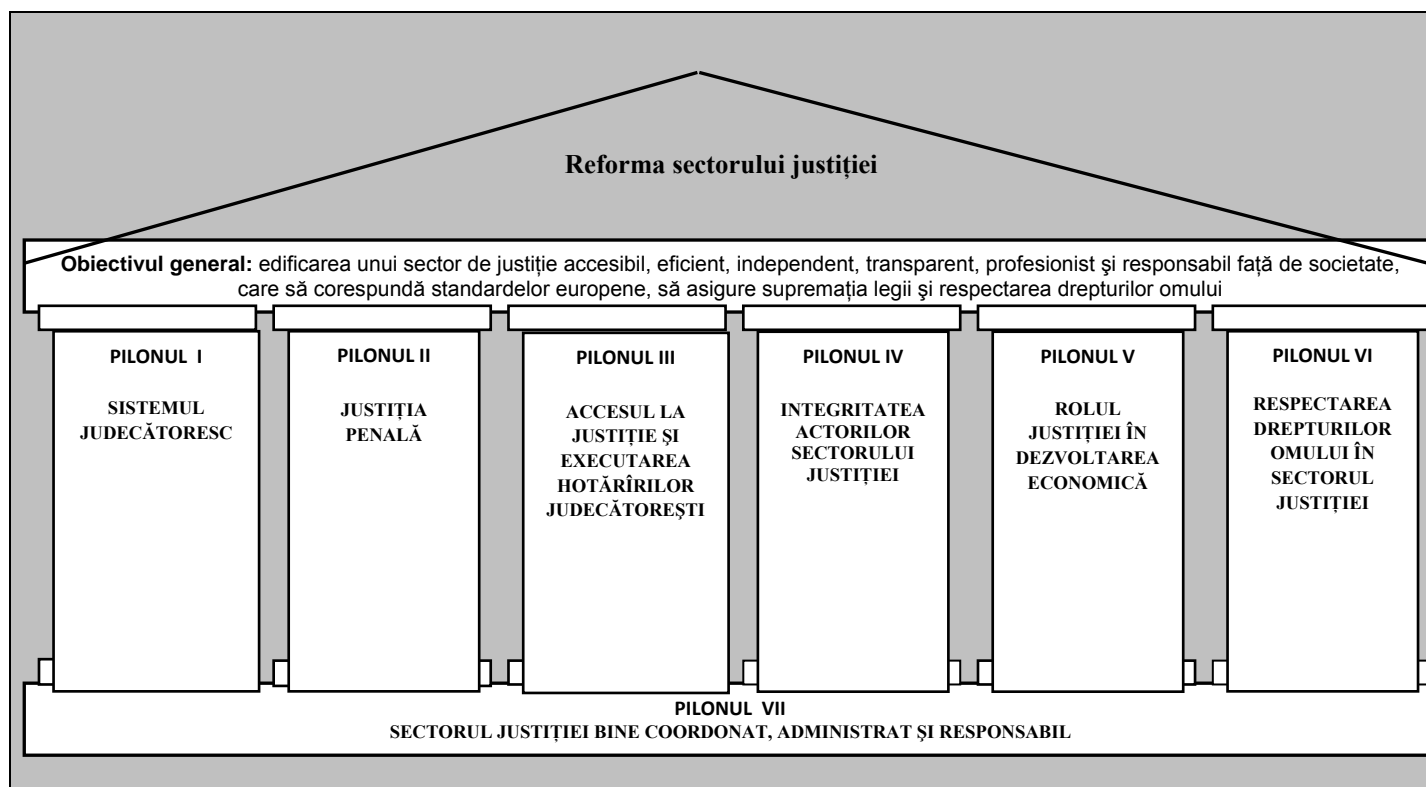 Reforma sectorului justiției
Obiectivul general: edificarea unui sector de justiție accesibil, eficient, independent, transparent, profesionist şi responsabil față de societate,
care să corespundă standardelor europene, să asigure supremația legii şi respectarea drepturilor omului
PILONUL I
SISTEMUL
JUDECĂTORESC
PILONUL II
JUSTIȚIA
PENALĂ
PILONUL III
ACCESUL LA
JUSTIȚIE ŞI
EXECUTAREA
HOTĂRÎRILOR
JUDECĂTOREŞTI
PILONUL IV
INTEGRITATEA
ACTORILOR
SECTORULUI
JUSTIȚIEI
PILONUL V
ROLUL
JUSTIȚIEI ÎN
DEZVOLTAREA
ECONOMICĂ
PILONUL VI
RESPECTAREA
DREPTURILOR
OMULUI ÎN
SECTORUL
JUSTIȚIEI
PILONUL VII
SECTORUL JUSTIȚIEI BINE COORDONAT, ADMINISTRAT ŞI RESPONSABIL